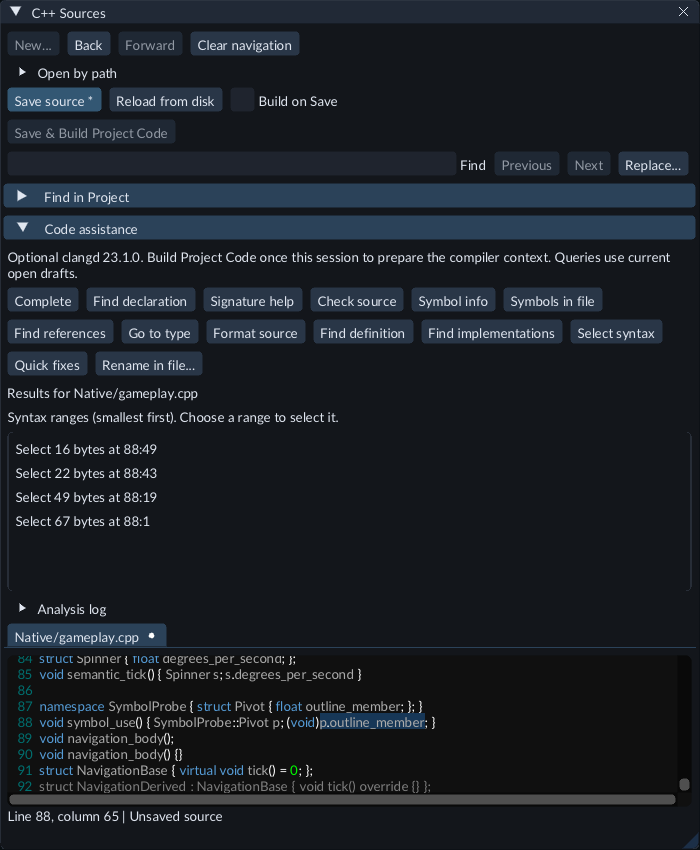 C++ Sources
New... Back Forward Clear navigation
Open by path
Save source * Reload from disk Build on Save
Save & Build Project Code
Find Previous Next Replace...
Find in Project
Code assistance
Optional clangd 23.1.0. Build Project Code once this session to prepare the compiler context. Queries use current
open drafts.
Complete Find declaration Signature help Check source Symbol info Symbols in file
Find references Go to type Format source Find definition Find implementations Select syntax
Quick fixes Rename in file...
Results for Native/gameplay.cpp
Syntax ranges (smallest first). Choose a range to select it.
Select 16 bytes at 88:49
Select 22 bytes at 88:43
Select 49 bytes at 88:19
Select 67 bytes at 88:1
Analysis log
Native/gameplay.cpp
84 struct Spinner { float degrees_per_second; };
85 void semantic_tick() { Spinner s; s.degrees_per_second }
86
87 namespace SymbolProbe { struct Pivot { float outline_member; }; }
88 void symbol_use() { SymbolProbe::Pivot p; (void)p.outline_member; }
89 void navigation_body();
90 void navigation_body() {}
91 struct NavigationBase { virtual void tick() = 0; };
92 struct NavigationDerived : NavigationBase { void tick() override {} };
Line 88, column 65 | Unsaved source